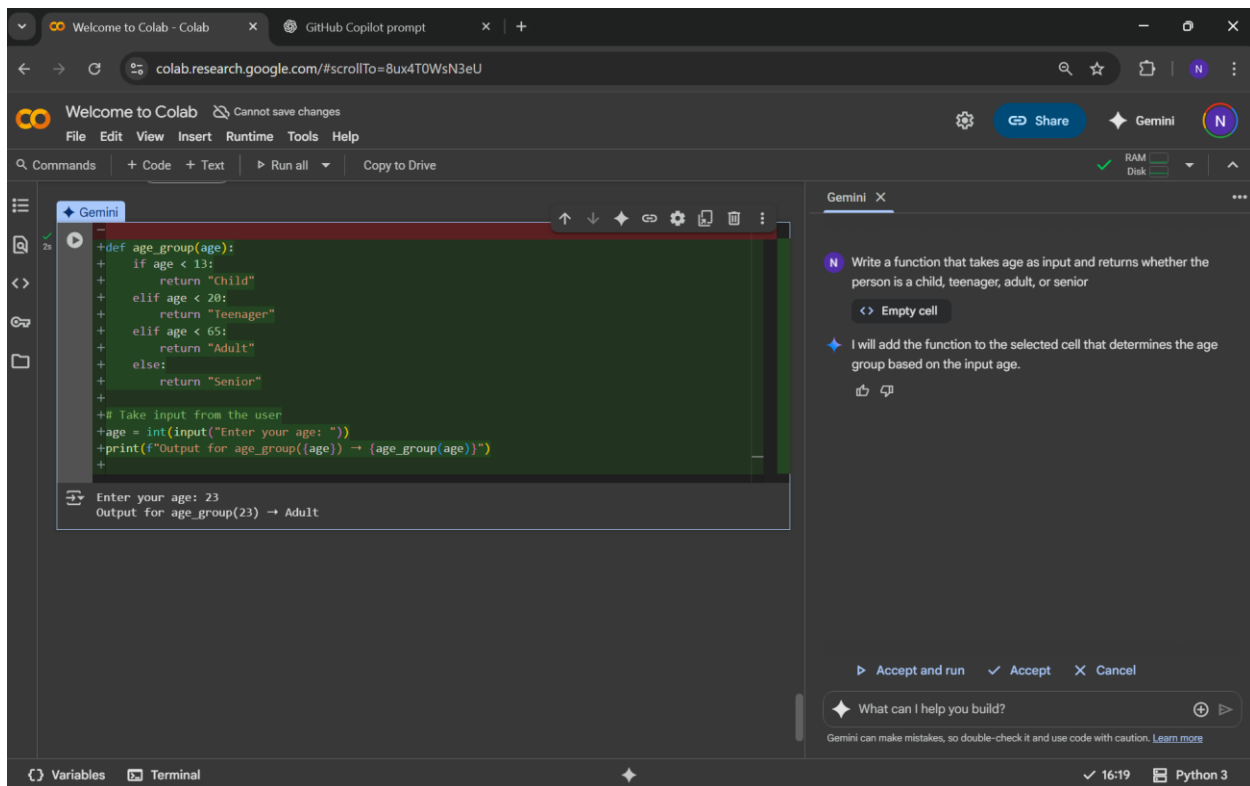 Welcome to Colab - Colab
GitHub Copilot prompt
colab.research.google.com/#scrollTo=8ux4T0WsN3eU
N
Welcome to Colab
Cannot save changes
File Edit View Insert Runtime Tools Help
Share
Gemini
N
Commands
+ Code + Text
Run all
Copy to Drive
RAM
Disk
Gemini
2s
-
+def age_group(age):
+    if age < 13:
+        return "Child"
+    elif age < 20:
+        return "Teenager"
+    elif age < 65:
+        return "Adult"
+    else:
+        return "Senior"
+
+# Take input from the user
+age = int(input("Enter your age: "))
+print(f"Output for age_group({age}) → {age_group(age)}")
+
Enter your age: 23
Output for age_group(23) → Adult
Gemini
N
Write a function that takes age as input and returns whether the
person is a child, teenager, adult, or senior
<> Empty cell
I will add the function to the selected cell that determines the age
group based on the input age.
Accept and run
Accept
Cancel
What can I help you build?
Gemini can make mistakes, so double-check it and use code with caution. Learn more
{} Variables
Terminal
16:19
Python 3